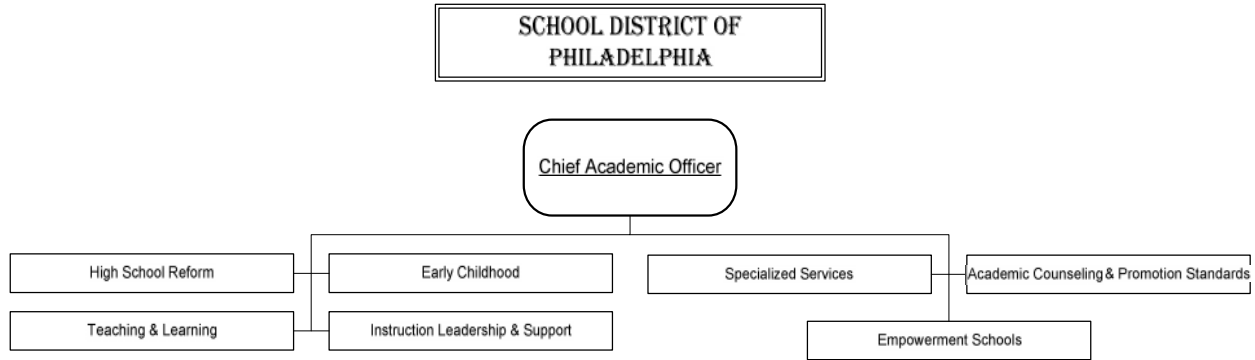 SCHOOL DISTRICT OF
PHILADELPHIA
Chief Academic Officer
High School Reform
Early Childhood
Specialized Services
Academic Counseling & Promotion Standards
Teaching & Learning
Instruction Leadership & Support
Empowerment Schools